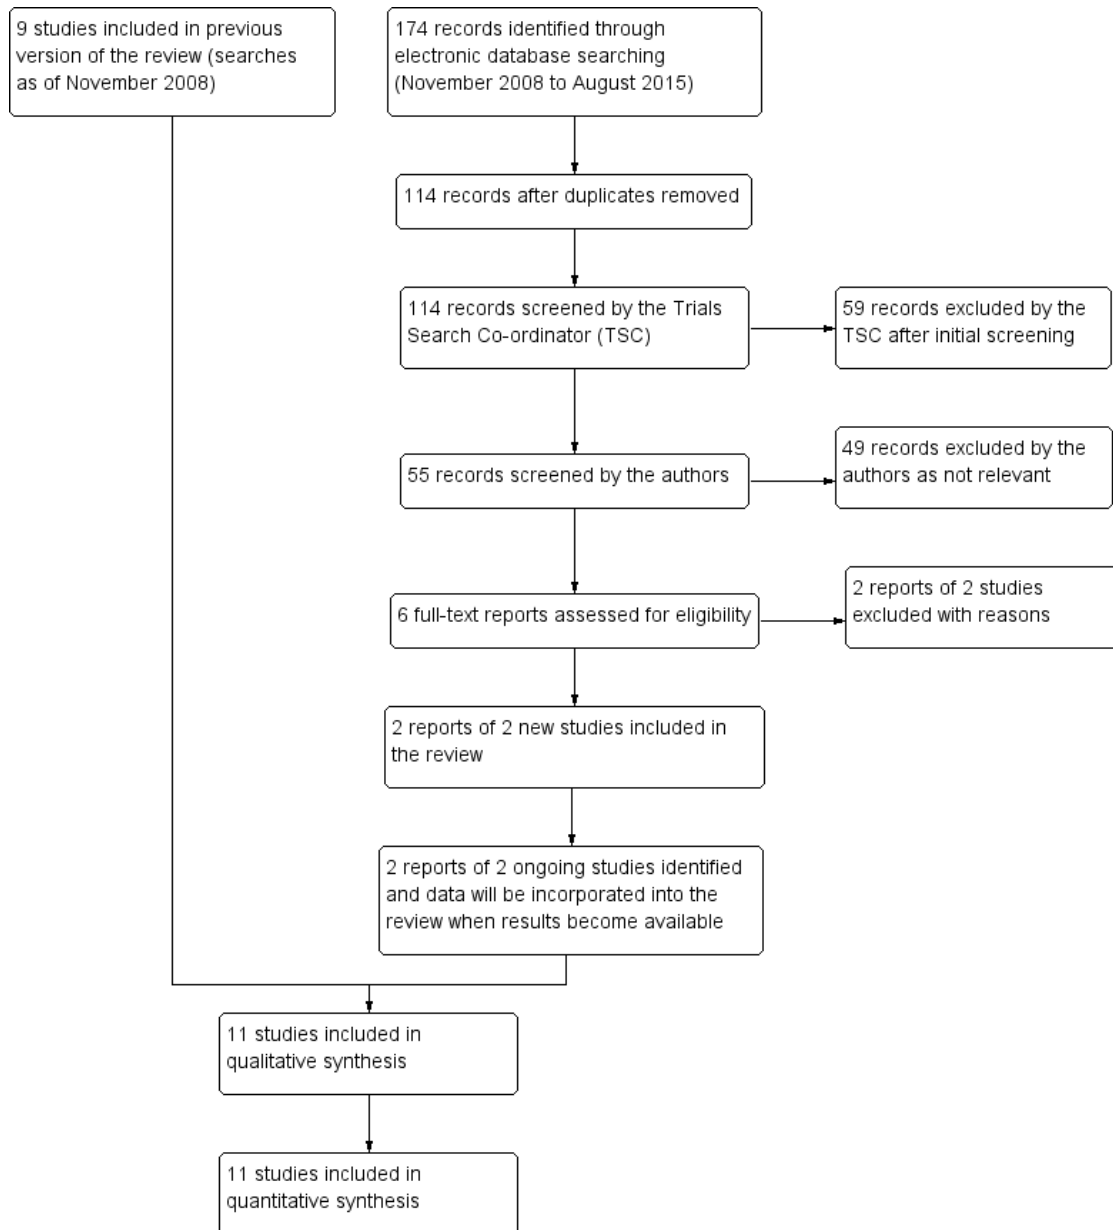 9 studies included in previous
version of the review (searches
as of November 2008)
174 records identified through
electronic database searching
(November 2008 to August 2015)
114 records after duplicates removed
114 records screened by the Trials
Search Co-ordinator (TSC)
59 records excluded by the
TSC after initial screening
55 records screened by the authors
49 records excluded by the
authors as not relevant
6 full-text reports assessed for eligibility
2 reports of 2 studies
excluded with reasons
2 reports of 2 new studies included in
the review
2 reports of 2 ongoing studies identified
and data will be incorporated into the
review when results become available
11 studies included in
qualitative synthesis
11 studies included in
quantitative synthesis